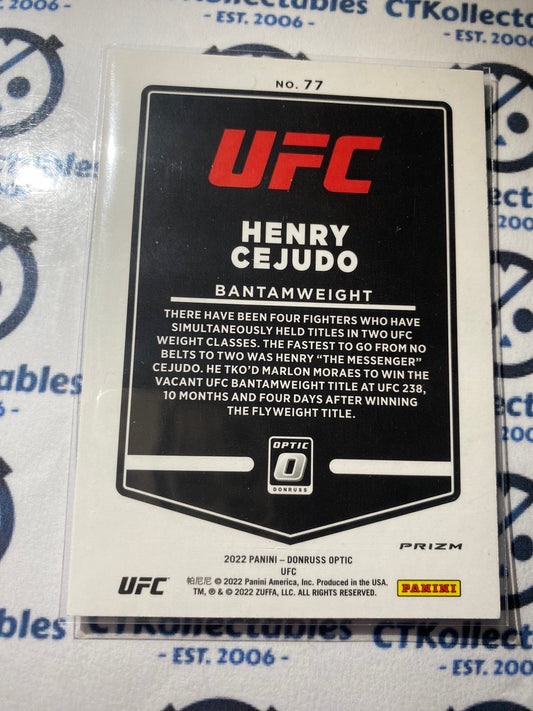 CTKollectables
- EST. 2006 -
NO. 77
UFC
HENRY
CEJUDO
BANTAMWEIGHT
THERE HAVE BEEN FOUR FIGHTERS WHO HAVE
SIMULTANEOUSLY HELD TITLES IN TWO UFC
WEIGHT CLASSES. THE FASTEST TO GO FROM NO
BELTS TO TWO WAS HENRY “THE MESSENGER”
CEJUDO. HE TKO’D MARLON MORAES TO WIN THE
VACANT UFC BANTAMWEIGHT TITLE AT UFC 238,
10 MONTHS AND FOUR DAYS AFTER WINNING
THE FLYWEIGHT TITLE.
OPTIC
DONRUSS
PRIZM
2022 PANINI – DONRUSS OPTIC
UFC
UFC
帕尼尼 © 2022 Panini America, Inc. Produced in the USA.
TM, ® & © 2022 ZUFFA, LLC. ALL RIGHTS RESERVED.
PANINI
CTKollectables
- EST. 2006 -
CTKollectables
- EST. 2006 -